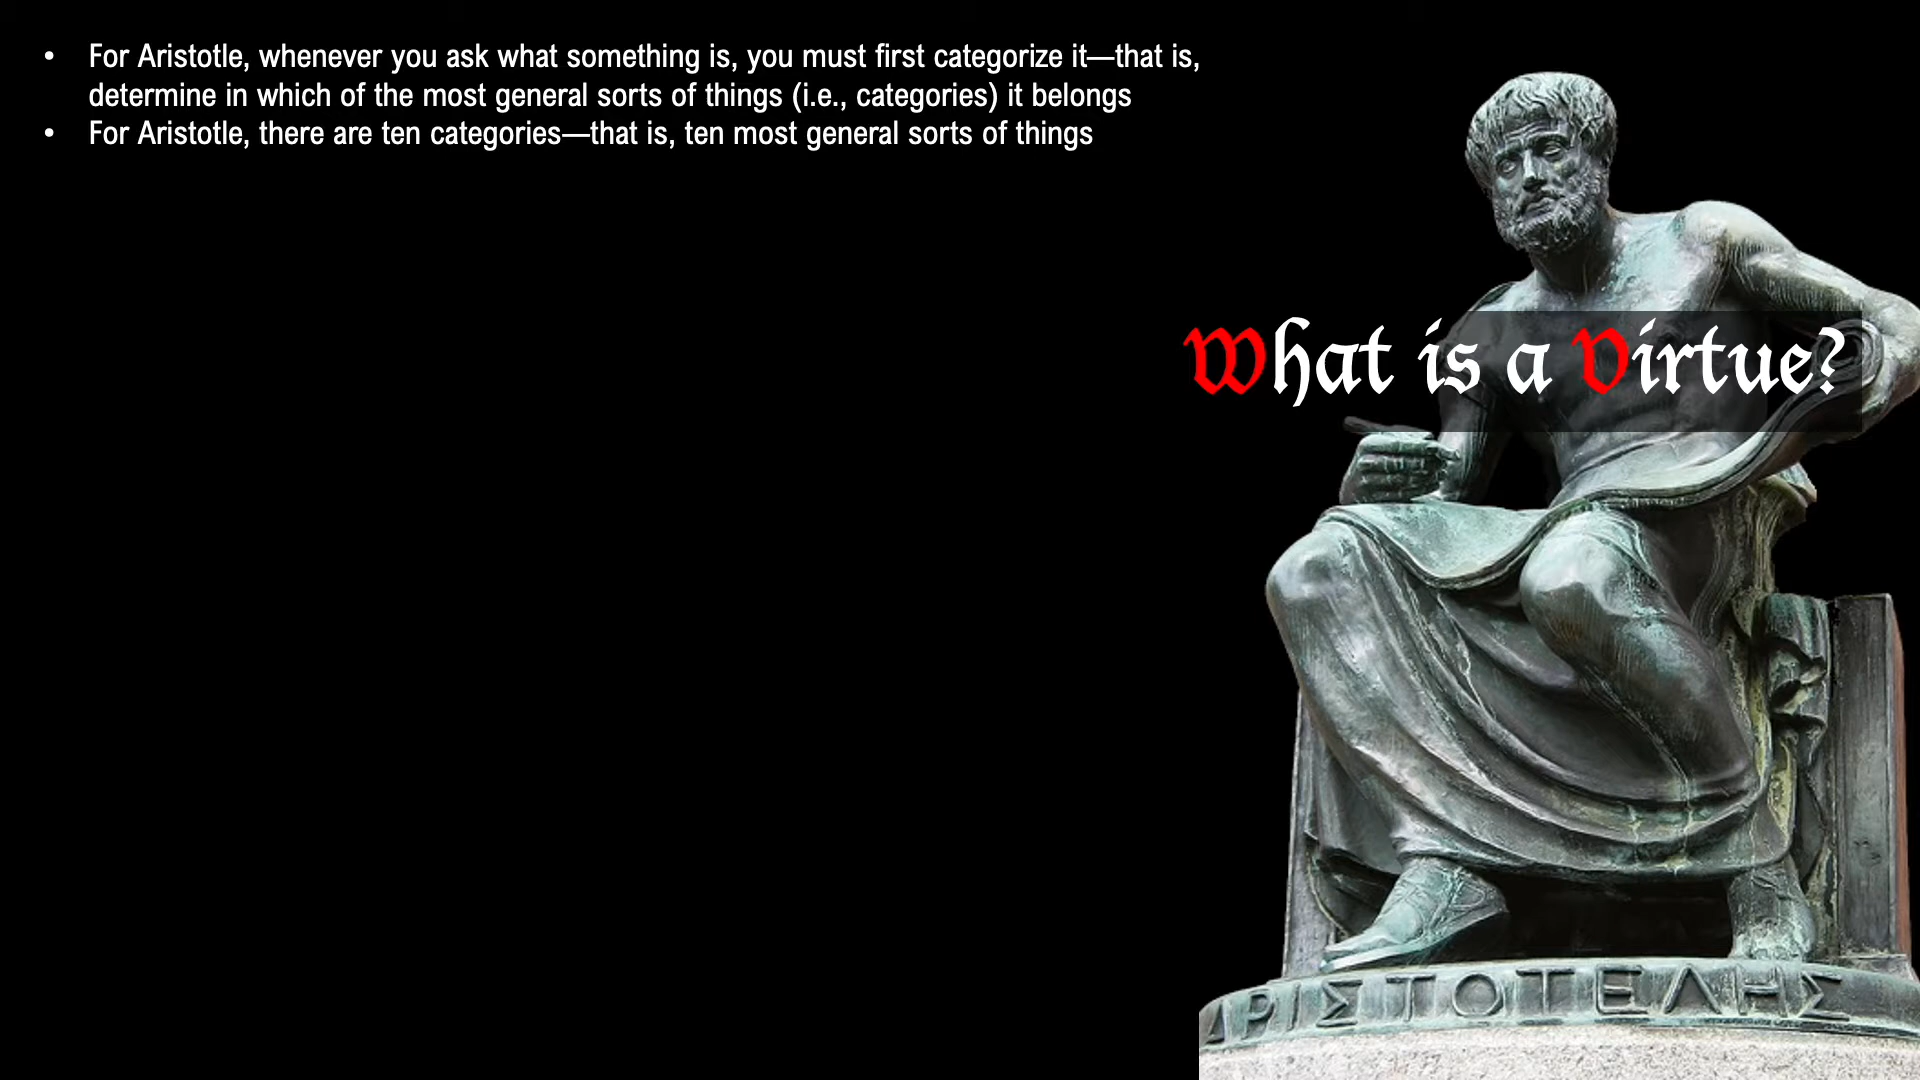 • For Aristotle, whenever you ask what something is, you must first categorize it—that is,
determine in which of the most general sorts of things (i.e., categories) it belongs
• For Aristotle, there are ten categories—that is, ten most general sorts of things
What is a Virtue?
ΑΡΙΣΤΟΤΕΛΗΣ